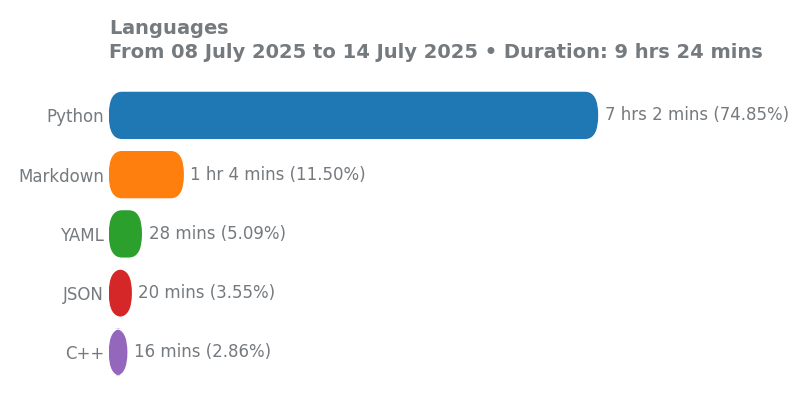 Languages
From 08 July 2025 to 14 July 2025 • Duration: 9 hrs 24 mins
Python 7 hrs 2 mins (74.85%)
Markdown 1 hr 4 mins (11.50%)
YAML 28 mins (5.09%)
JSON 20 mins (3.55%)
C++ 16 mins (2.86%)